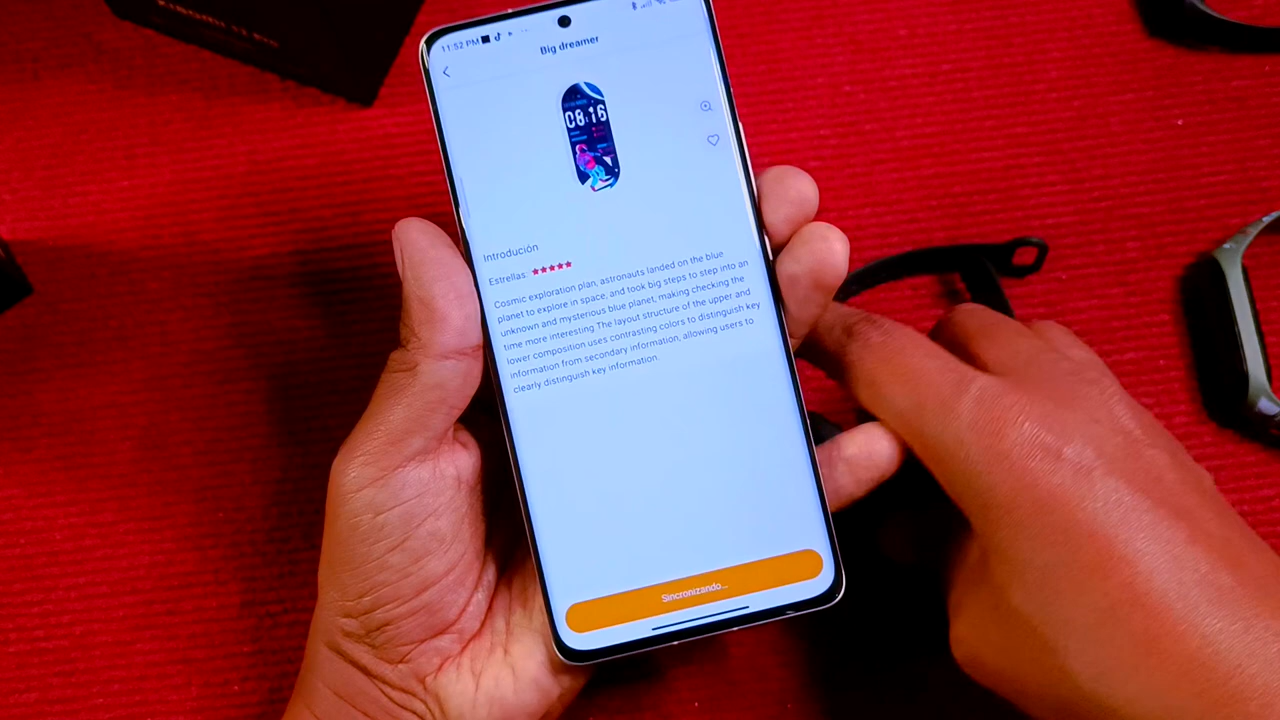 11:52 PM
Big dreamer
08:16
Introdución
Estrellas: ★★★★★
Cosmic exploration plan, astronauts landed on the blue
planet to explore in space, and took big steps to step into an
unknown and mysterious blue planet, making checking the
time more interesting.The layout structure of the upper and
lower composition uses contrasting colors to distinguish key
information from secondary information, allowing users to
clearly distinguish key information.
Sincronizando...